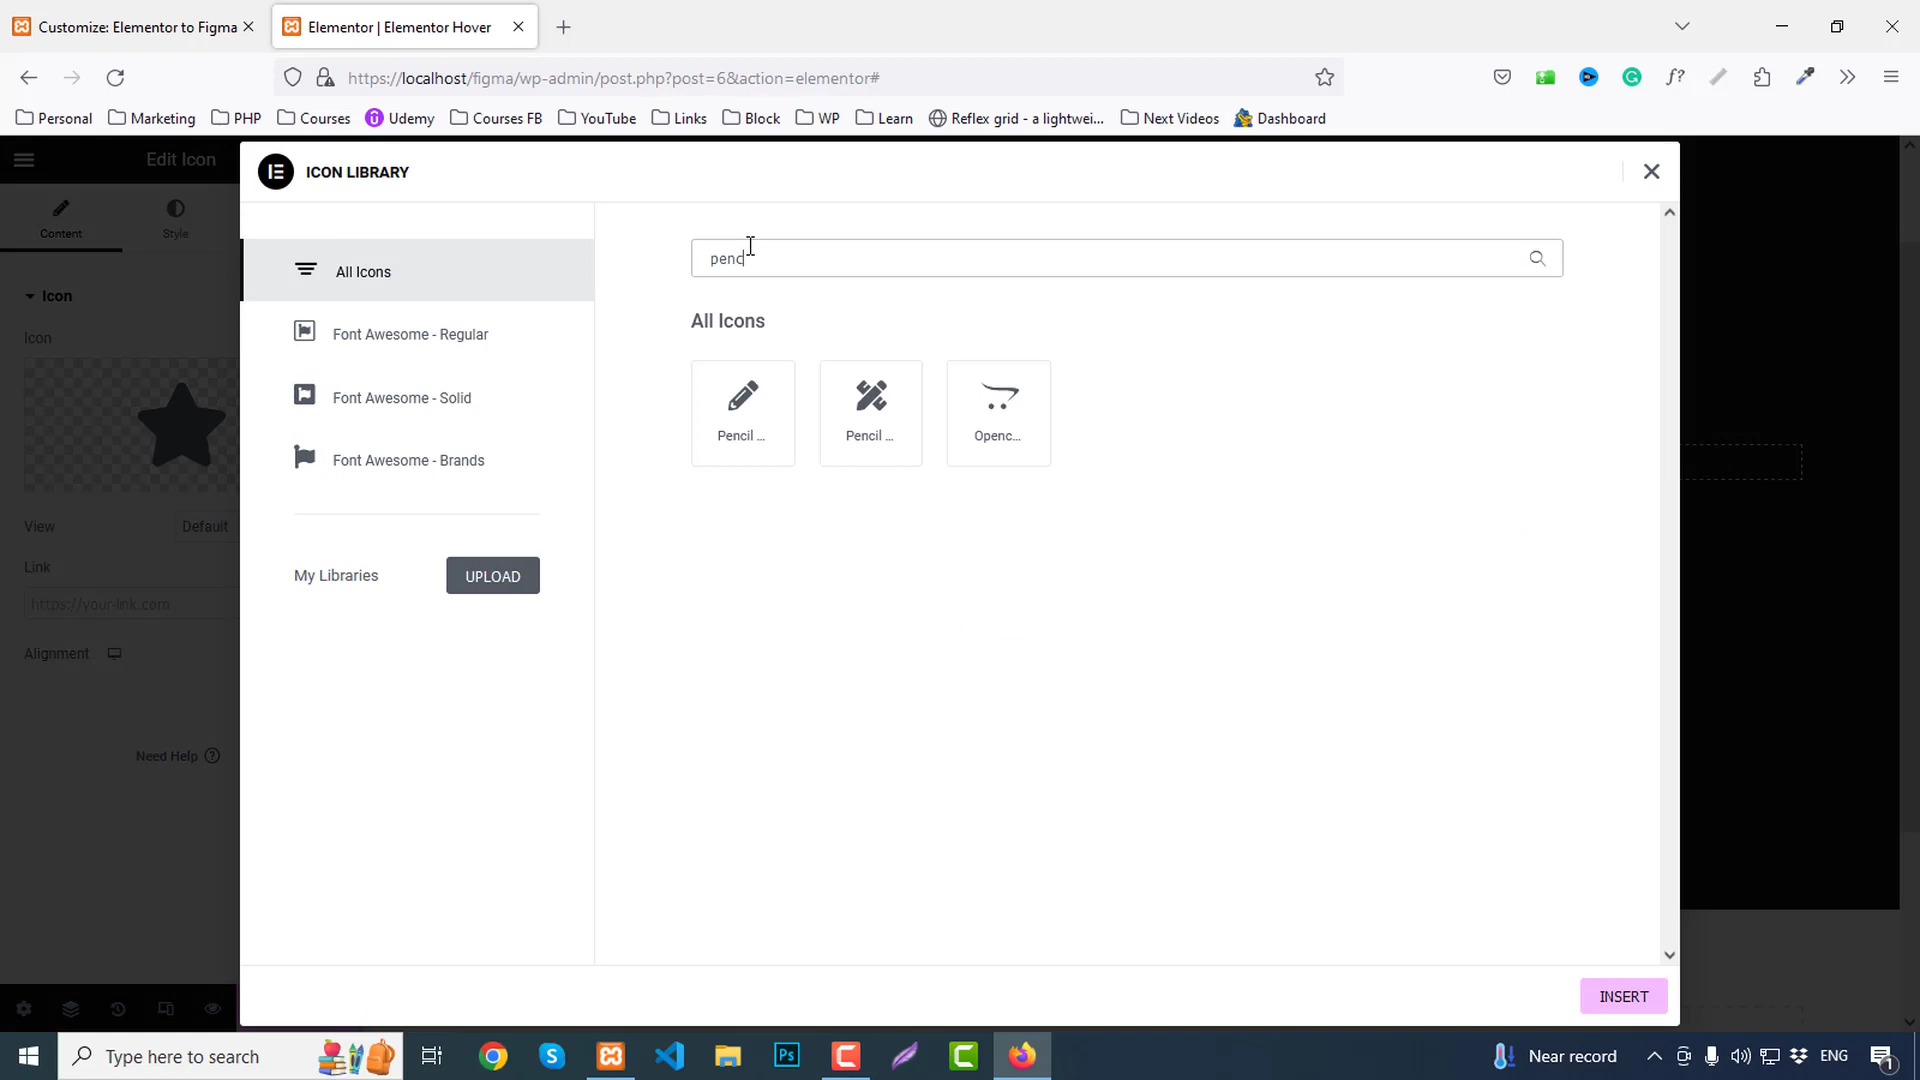 Customize: Elementor to Figma
Elementor | Elementor Hover
https://localhost/figma/wp-admin/post.php?post=6&action=elementor#
Personal Marketing PHP Courses Udemy Courses FB YouTube Links Block WP Learn Reflex grid - a lightwei... Next Videos Dashboard
Edit Icon
ICON LIBRARY
Content Style
penc
All Icons
Icon
All Icons
Font Awesome - Regular
Icon
Font Awesome - Solid
Pencil ... Pencil ... Openc...
Font Awesome - Brands
View Default
Link
My Libraries UPLOAD
https://your-link.com
Alignment
Need Help
INSERT
Type here to search
Ps
Near record
ENG
1